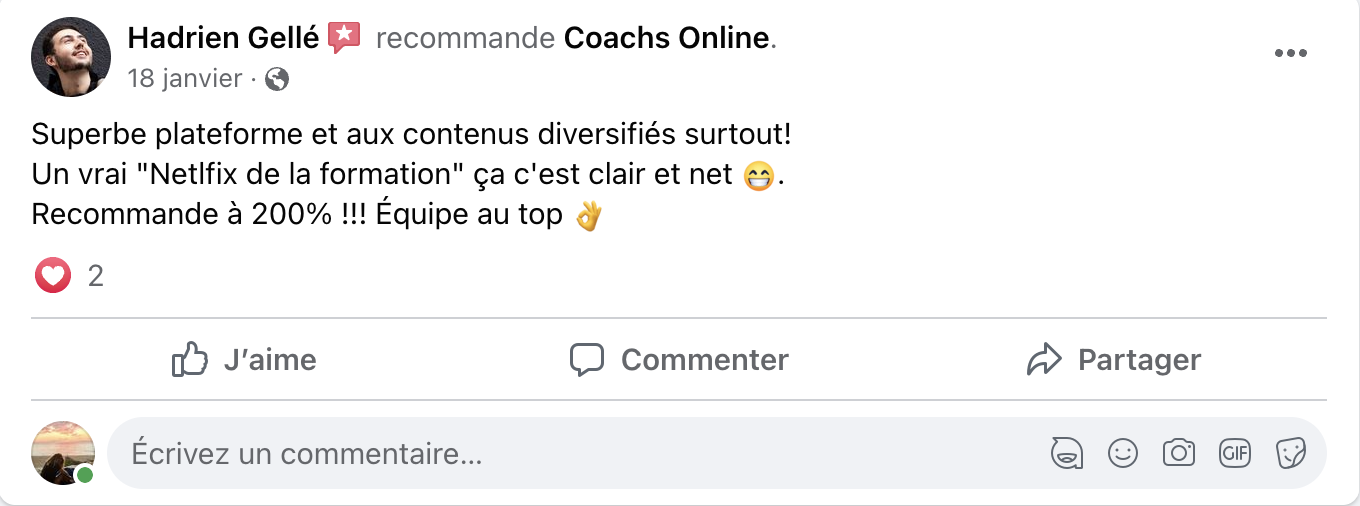 Hadrien Gellé recommande Coachs Online.
18 janvier ·
Superbe plateforme et aux contenus diversifiés surtout!
Un vrai "Netlfix de la formation" ça c'est clair et net 😁.
Recommande à 200% !!! Équipe au top 👌
2
J’aime Commenter Partager
Écrivez un commentaire... GIF